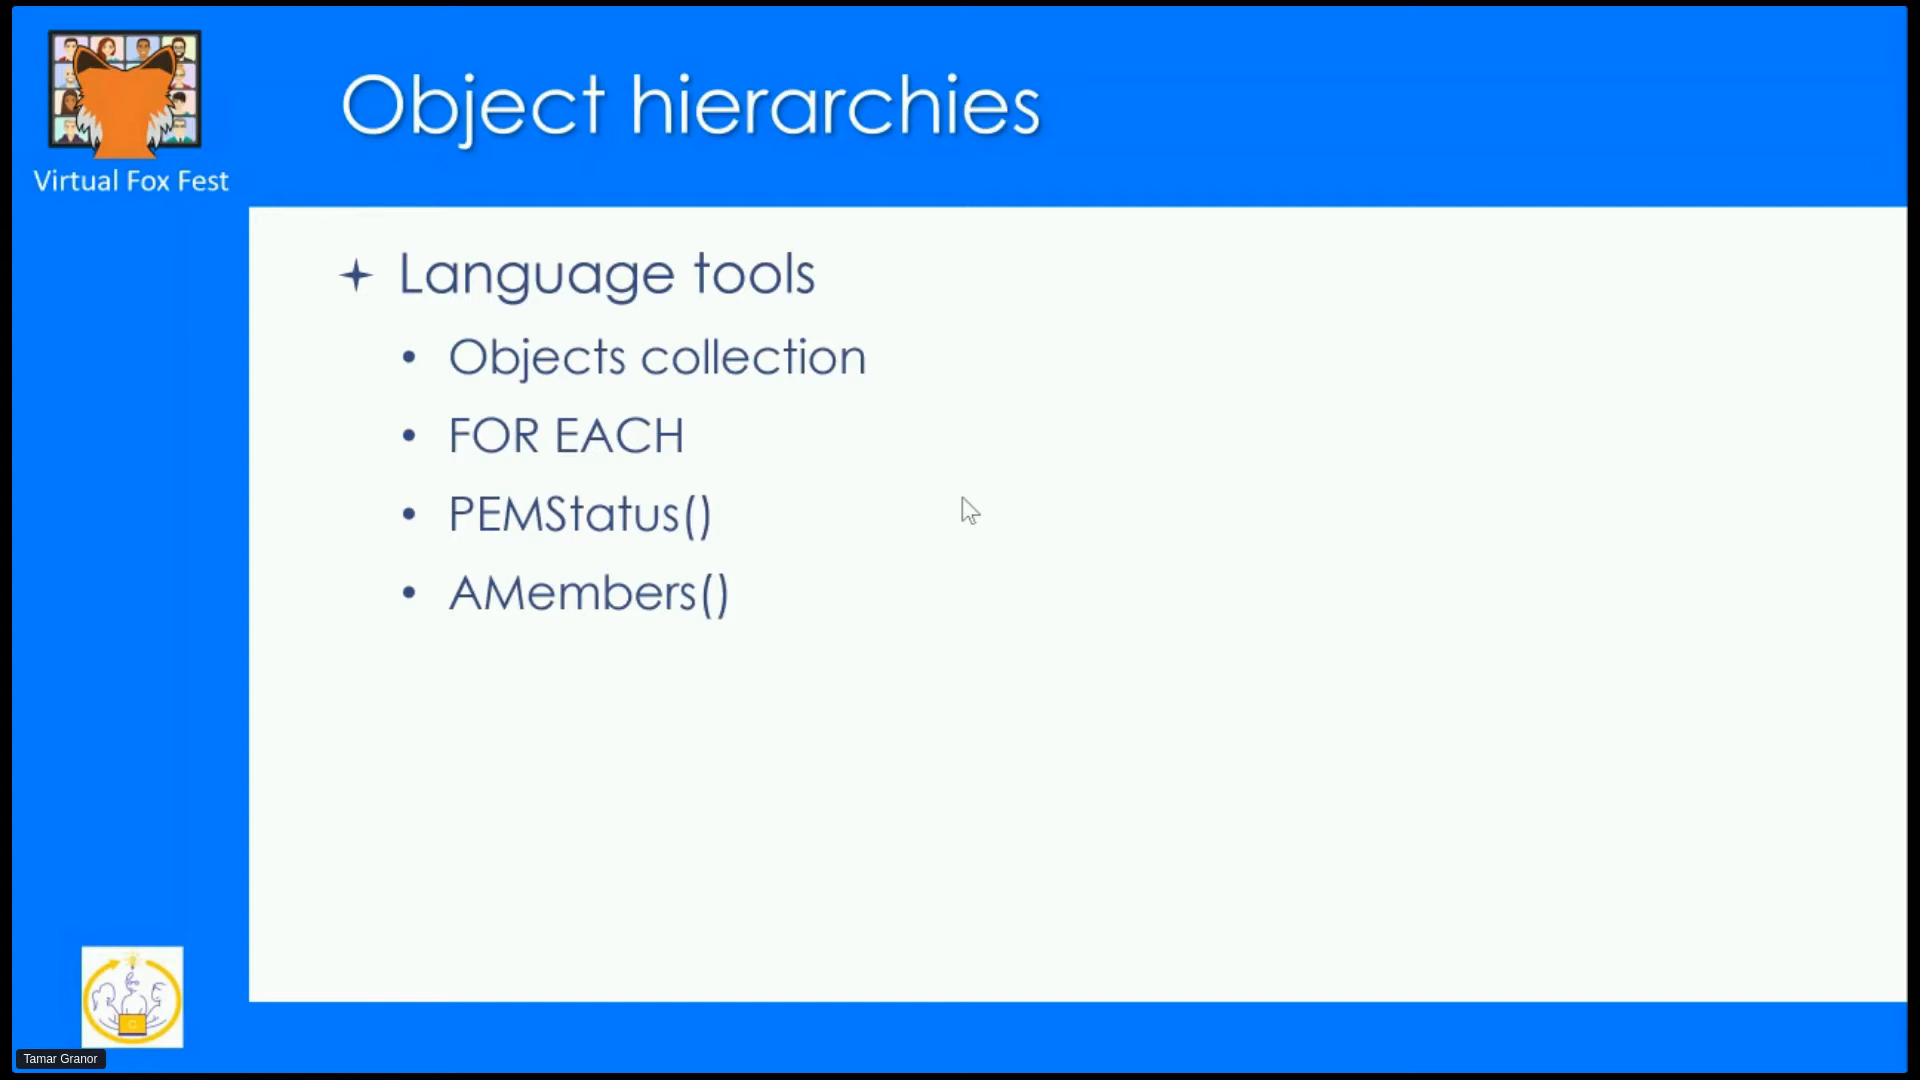 Object hierarchies
Virtual Fox Fest
Language tools
• Objects collection
• FOR EACH
• PEMStatus()
• AMembers()
Tamar Granor